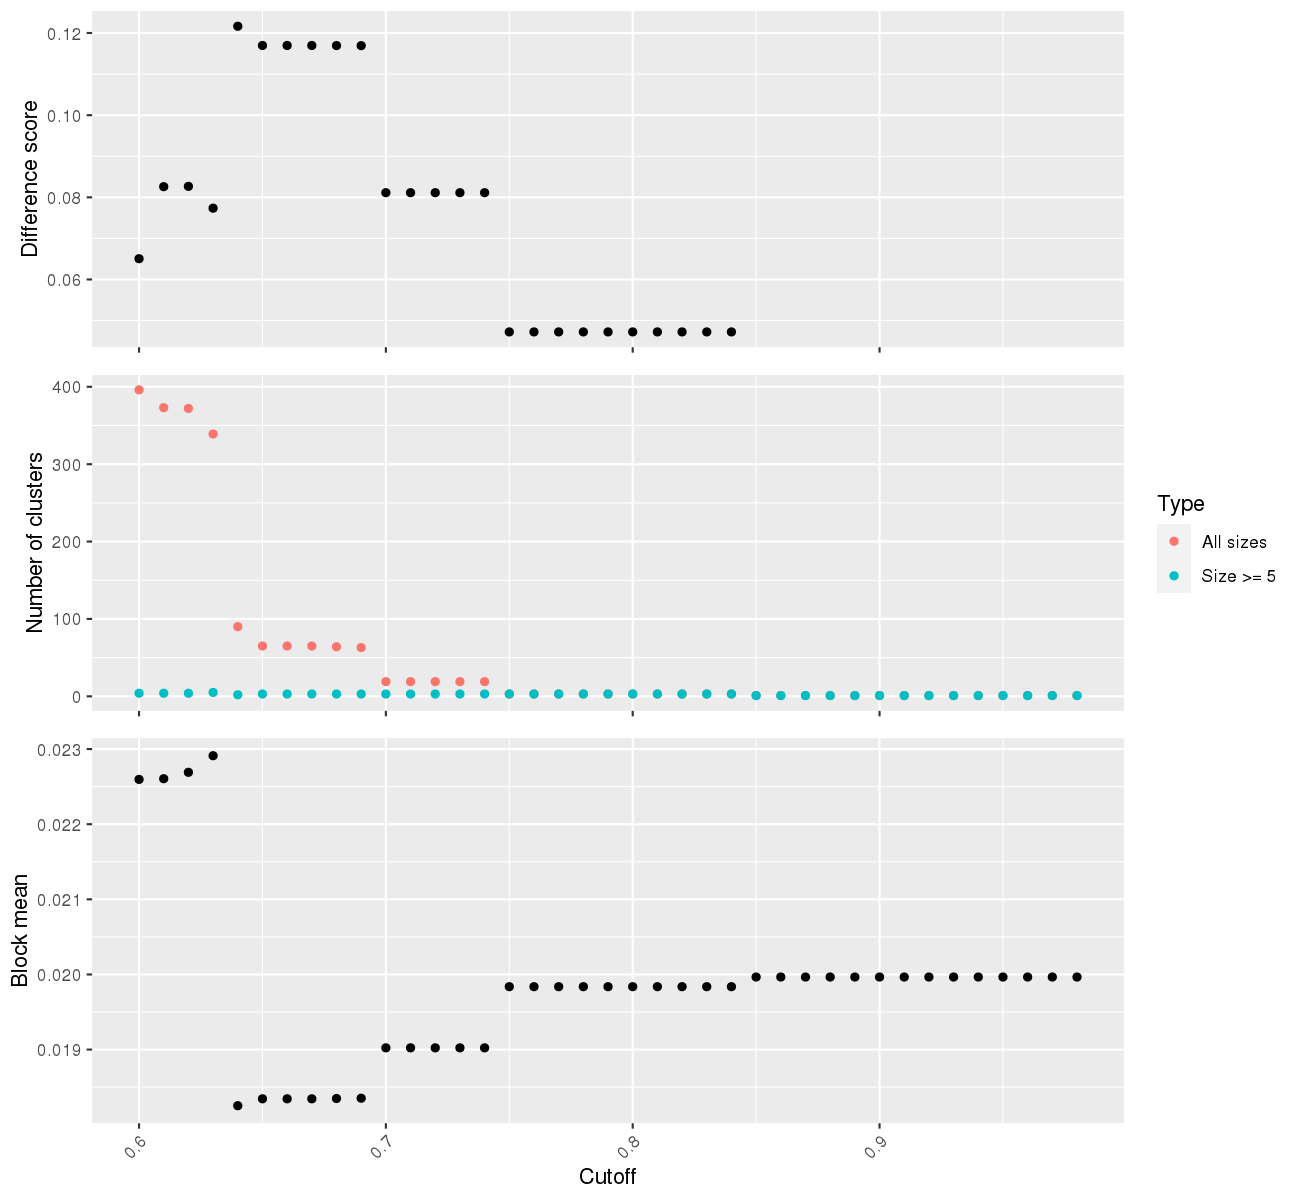 Difference score
0.12
0.10
0.08
0.06
Number of clusters
400
300
200
100
0
Type
All sizes
Size >= 5
Block mean
0.023
0.022
0.021
0.020
0.019
0.6
0.7
0.8
0.9
Cutoff